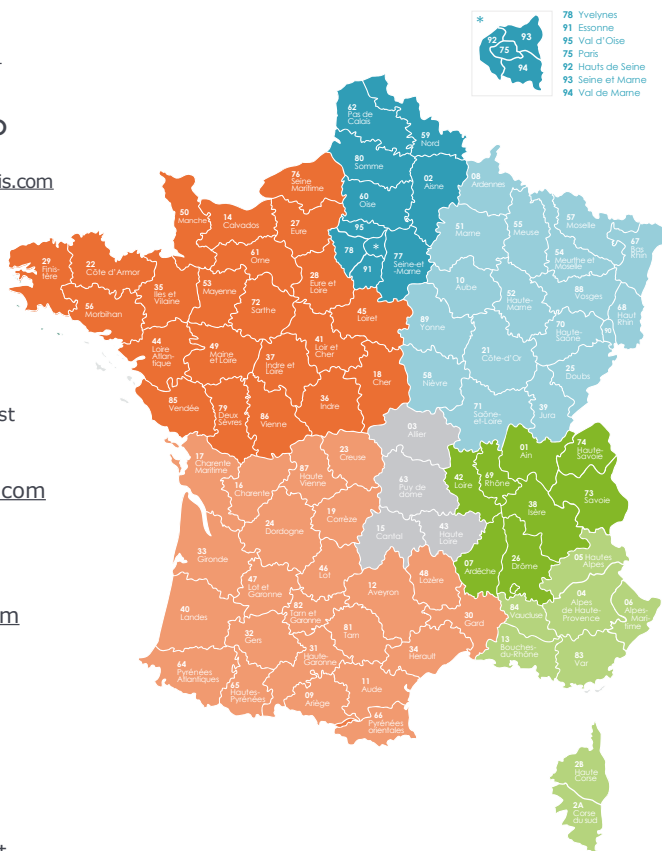 *
92
93
75
94
78 Yvelynes
91 Essonne
95 Val d'Oise
75 Paris
92 Hauts de Seine
93 Seine et Marne
94 Val de Marne
is.com
st
.com
m
62
Pas de
Calais
59
Nord
80
Somme
02
Aisne
60
Oise
95
78
*
91
77
Seine-et
-Marne
76
Seine
Maritime
50
Manche
14
Calvados
27
Eure
61
Orne
28
Eure et
Loire
29
Finis-
tère
22
Côte d'Armor
56
Morbihan
35
Iles et
Vilaine
53
Mayenne
72
Sarthe
45
Loiret
44
Loire
Atlan-
tique
49
Maine
et Loire
37
Indre et
Loire
41
Loir et
Cher
18
Cher
85
Vendée
79
Deux
Sèvres
86
Vienne
36
Indre
08
Ardennes
51
Marne
55
Meuse
57
Moselle
54
Meurthe et
Moselle
67
Bas
Rhin
10
Aube
52
Haute-
Marne
88
Vosges
68
Haut
Rhin
89
Yonne
21
Côte-d'Or
70
Haute-
Saône
90
58
Nièvre
25
Doubs
71
Saône-
et-Loire
39
Jura
03
Allier
63
Puy de
dome
15
Cantal
43
Haute
Loire
01
Ain
74
Haute-
Savoie
42
Loire
69
Rhône
73
Savoie
38
Isère
07
Ardèche
26
Drôme
05 Hautes
Alpes
04
Alpes
de Haute-
Provence
06
Alpes-
Mari-
time
84
Vaucluse
13
Bouches-
du-Rhône
83
Var
2B
Haute
Corse
2A
Corse
du sud
17
Charente
Maritime
16
Charente
87
Haute
Vienne
23
Creuse
19
Corrèze
24
Dordogne
33
Gironde
46
Lot
47
Lot et
Garonne
12
Aveyron
48
Lozère
30
Gard
40
Landes
82
Tarn et
Garonne
81
Tarn
32
Gers
31
Haute-
Garonne
34
Herault
64
Pyrénées
Atlantiques
65
Hautes-
Pyrénées
09
Ariège
11
Aude
66
Pyrénées
orientales